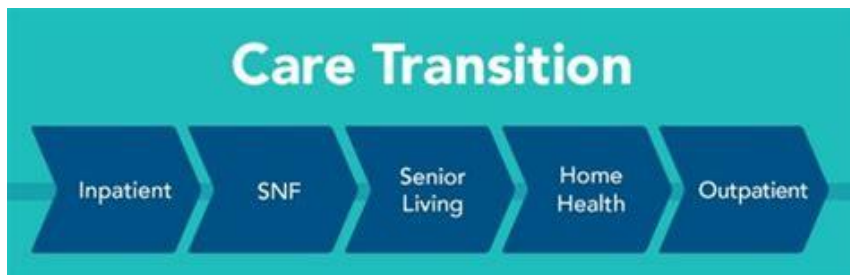 Care Transition
Inpatient
SNF
Senior
Living
Home
Health
Outpatient